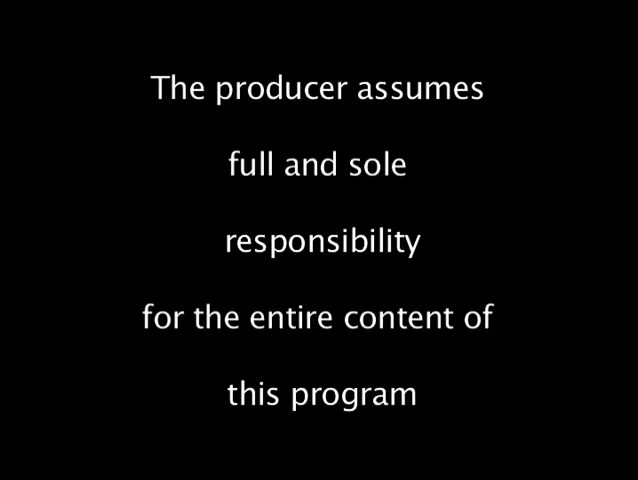 The producer assumes
full and sole
responsibility
for the entire content of
this program